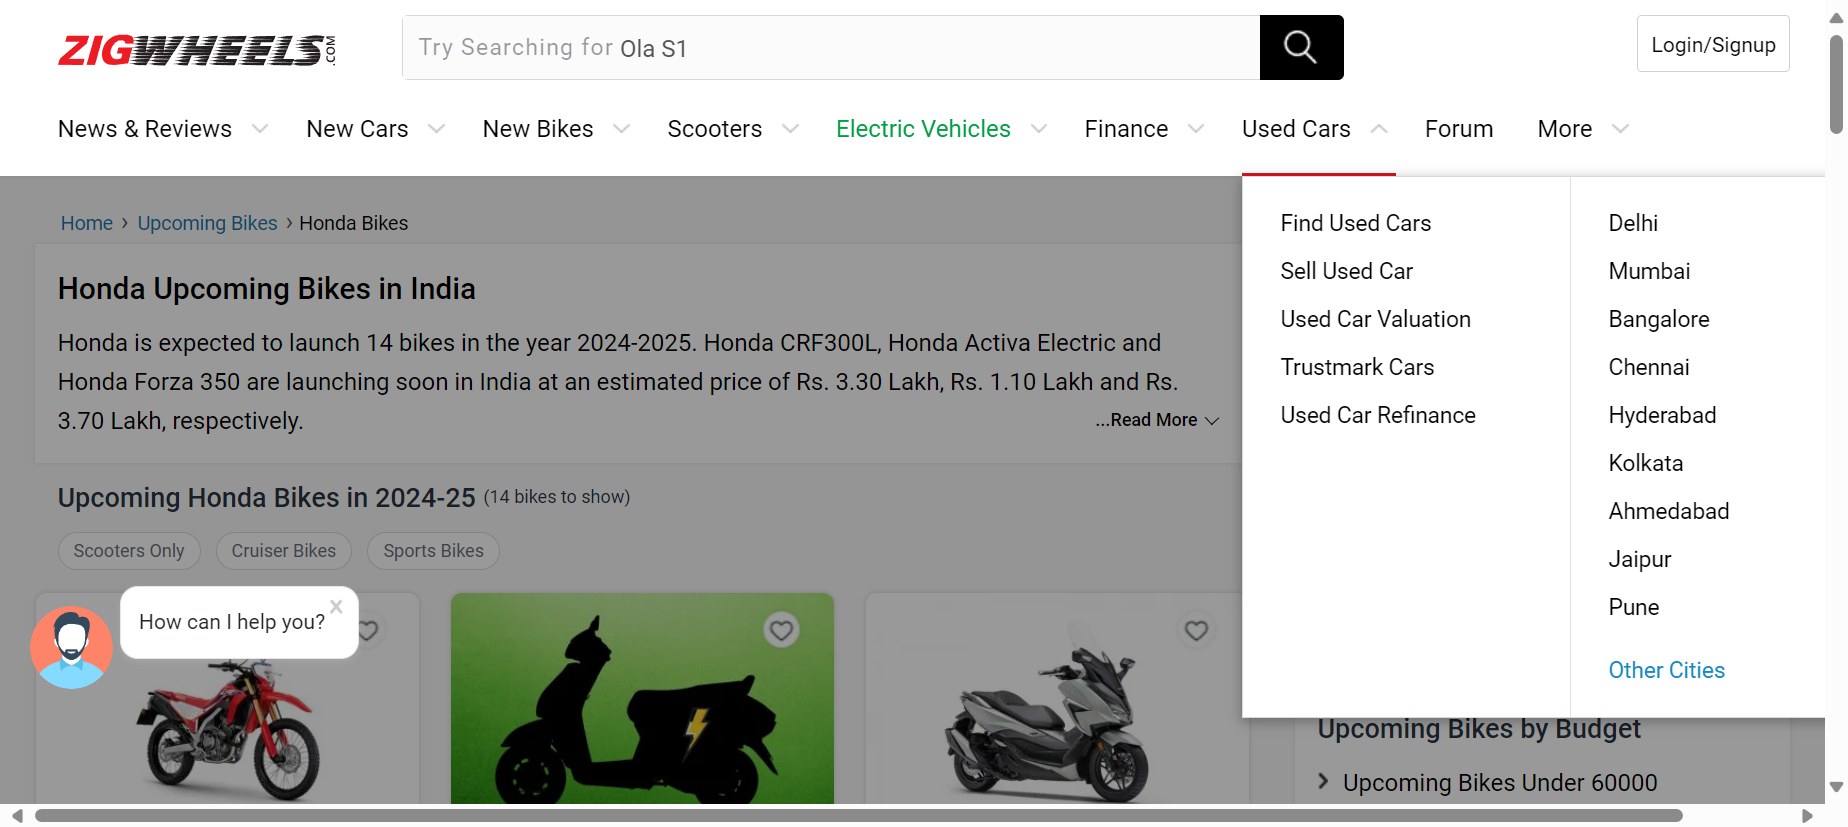 ZIGWHEELS.COM
Try Searching for Ola S1
Login/Signup
News & Reviews New Cars New Bikes Scooters Electric Vehicles Finance Used Cars Forum More
Home › Upcoming Bikes › Honda Bikes
Honda Upcoming Bikes in India
Honda is expected to launch 14 bikes in the year 2024-2025. Honda CRF300L, Honda Activa Electric and
Honda Forza 350 are launching soon in India at an estimated price of Rs. 3.30 Lakh, Rs. 1.10 Lakh and Rs.
3.70 Lakh, respectively.
...Read More
Upcoming Honda Bikes in 2024-25 (14 bikes to show)
Scooters Only Cruiser Bikes Sports Bikes
How can I help you? X
Find Used Cars
Sell Used Car
Used Car Valuation
Trustmark Cars
Used Car Refinance
Delhi
Mumbai
Bangalore
Chennai
Hyderabad
Kolkata
Ahmedabad
Jaipur
Pune
Other Cities
Upcoming Bikes by Budget
Upcoming Bikes Under 60000